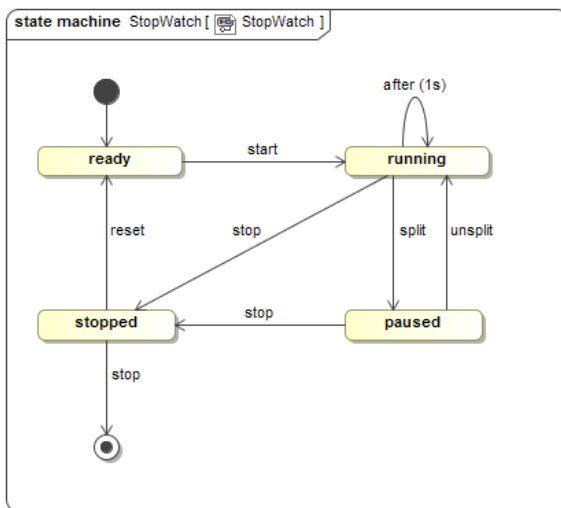 state machine StopWatch [ StopWatch ]
after (1s)
ready
start
running
reset
stop
split
unsplit
stopped
stop
paused
stop